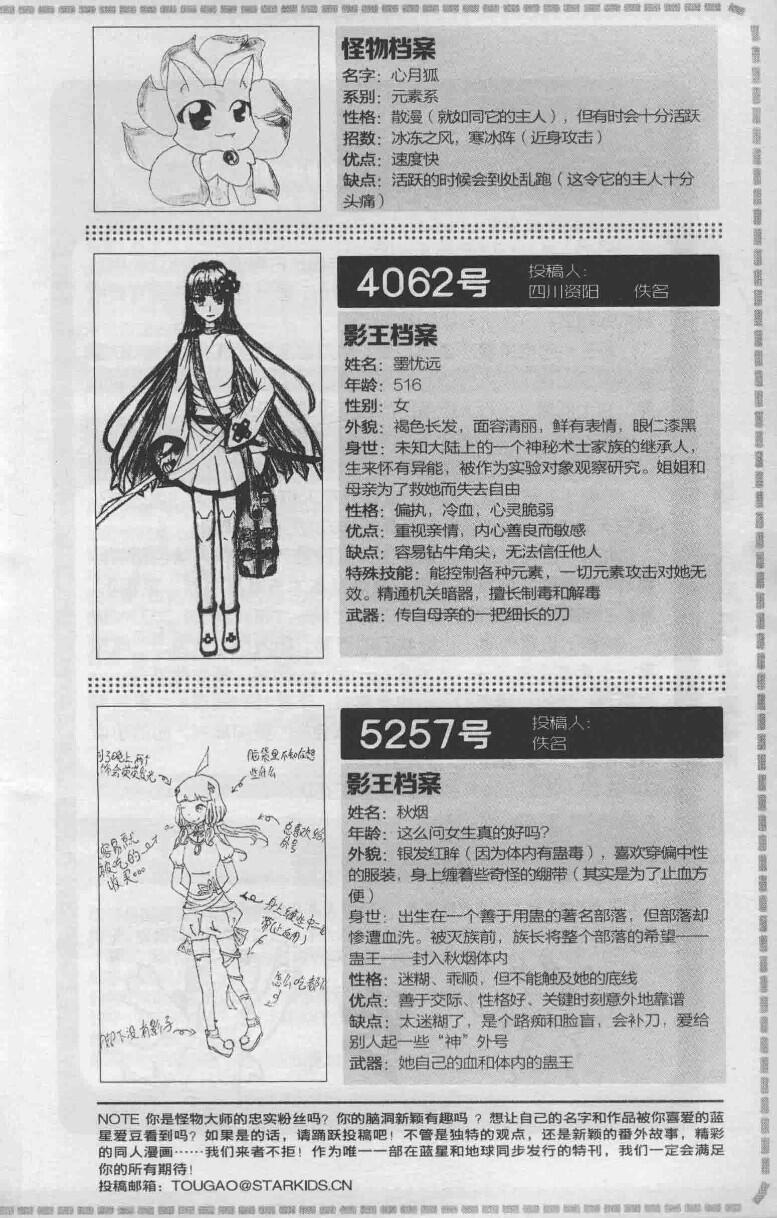 怪物档案
名字：心月狐
系别：元素系
性格：散漫（就如同它的主人），但有时会十分活跃
招数：冰冻之风，寒冰阵（近身攻击）
优点：速度快
缺点：活跃的时候会到处乱跑（这令它的主人十分
头痛）
4062号
投稿人：
四川资阳 佚名
影王档案
姓名：墨忧远
年龄：516
性别：女
外貌：褐色长发，面容清丽，鲜有表情，眼仁漆黑
身世：未知大陆上的一个神秘术士家族的继承人，
生来怀有异能，被作为实验对象观察研究。姐姐和
母亲为了救她而失去自由
性格：偏执，冷血，心灵脆弱
优点：重视亲情，内心善良而敏感
缺点：容易钻牛角尖，无法信任他人
特殊技能：能控制各种元素，一切元素攻击对她无
效。精通机关暗器，擅长制毒和解毒
武器：传自母亲的一把细长的刀
5257号
投稿人：
佚名
脑袋里不知在想
些什么
容易就
被吃的
收买
脚下没有影子
影王档案
姓名：秋烟
年龄：这么问女生真的好吗？
外貌：银发红眸（因为体内有蛊毒），喜欢穿偏中性
的服装，身上缠着些奇怪的绷带（其实是为了止血方
便）
身世：出生在一个善于用蛊的著名部落，但部落却
惨遭血洗。被灭族前，族长将整个部落的希望——
蛊王——封入秋烟体内
性格：迷糊、乖顺，但不能触及她的底线
优点：善于交际、性格好、关键时刻意外地靠谱
缺点：太迷糊了，是个路痴和脸盲，会补刀，爱给
别人起一些“神”外号
武器：她自己的血和体内的蛊王
NOTE 你是怪物大师的忠实粉丝吗？你的脑洞新颖有趣吗？想让自己的名字和作品被你喜爱的蓝
星爱豆看到吗？如果是的话，请踊跃投稿吧！不管是独特的观点，还是新颖的番外故事，精彩
的同人漫画……我们来者不拒！作为唯一一部在蓝星和地球同步发行的特刊，我们一定会满足
你的所有期待！
投稿邮箱：TOUGAO@STARKIDS.CN